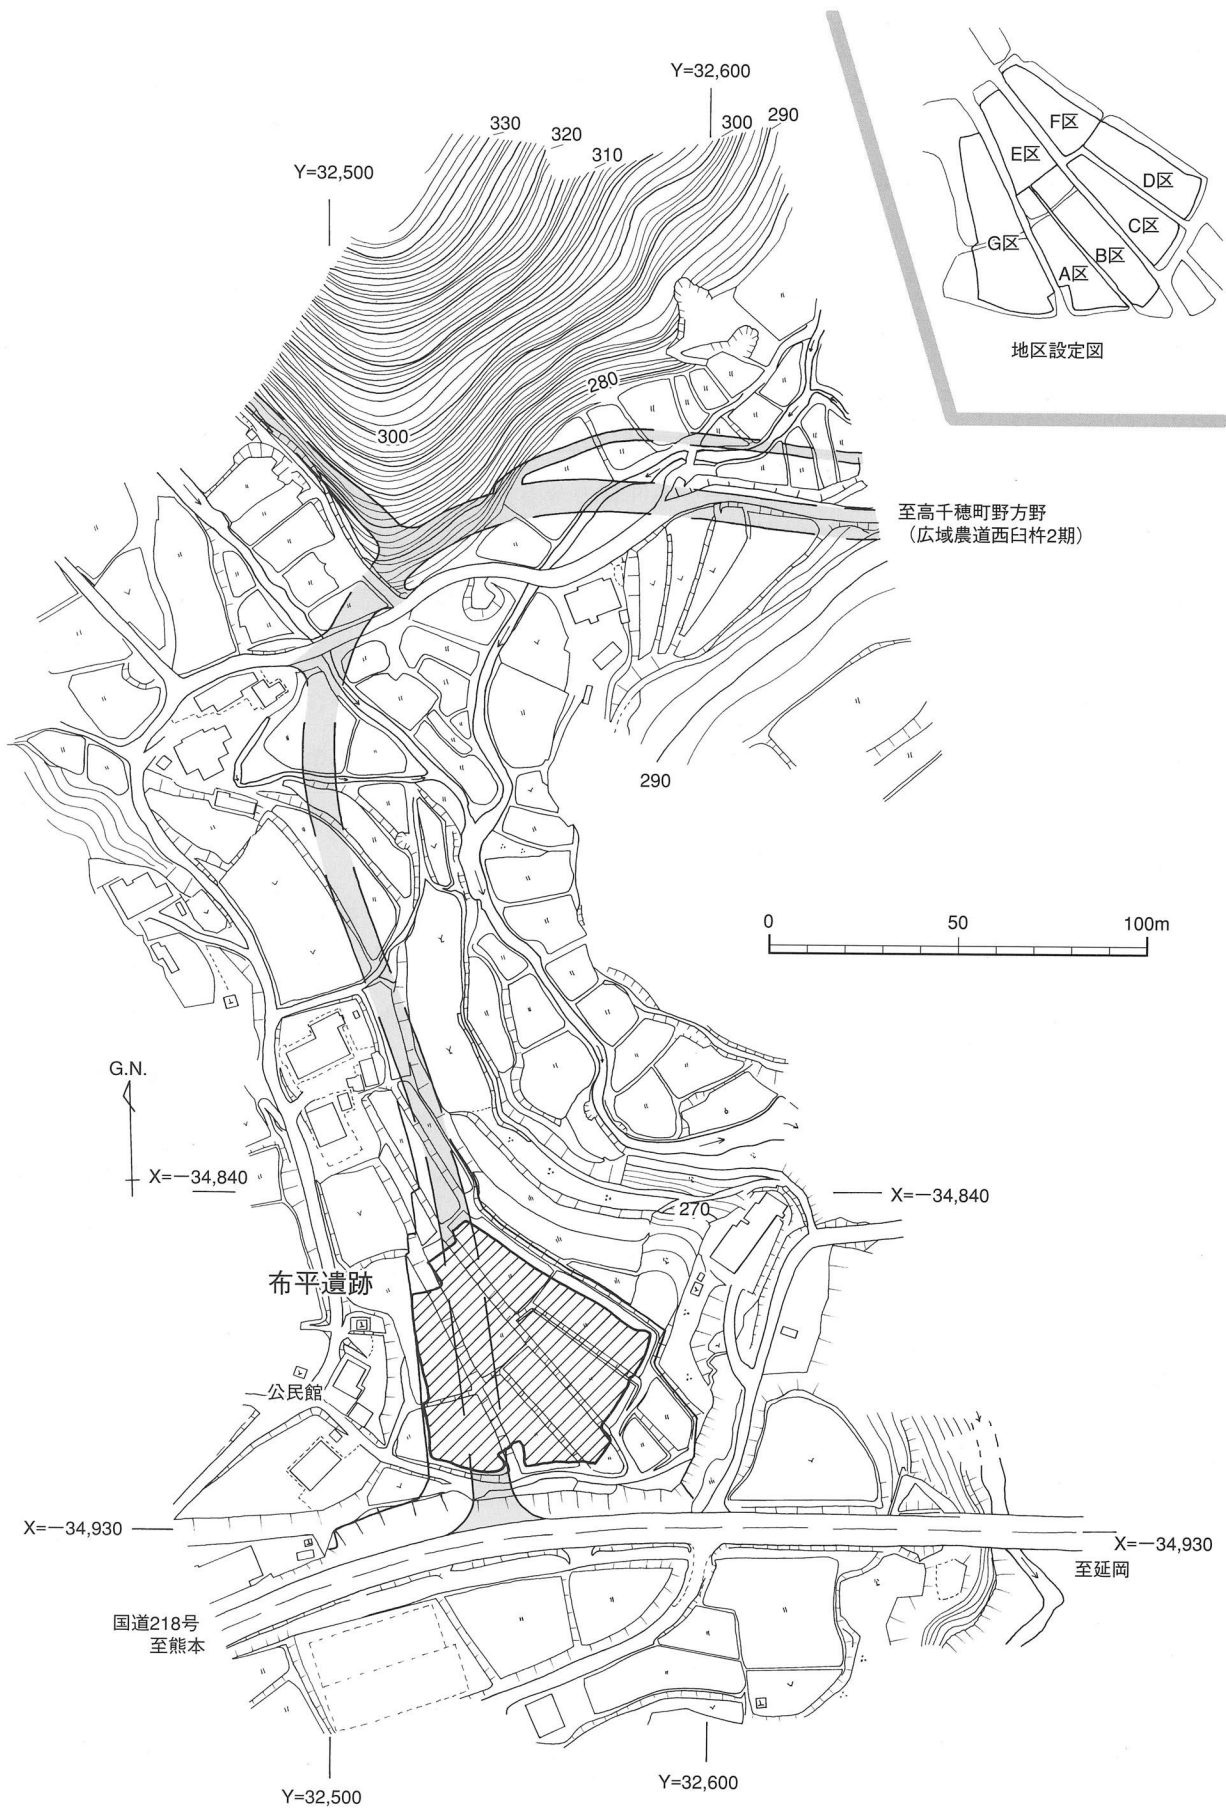 Y=32,600
330
320
310
300
290
Y=32,500
F区
E区
D区
C区
G区
B区
A区
地区設定図
280
300
至高千穂町野方野
(広域農道西臼杵2期)
290
0
50
100m
G.N.
X=－34,840
X=－34,840
270
布平遺跡
公民館
X=－34,930
X=－34,930
至延岡
国道218号
至熊本
Y=32,600
Y=32,500